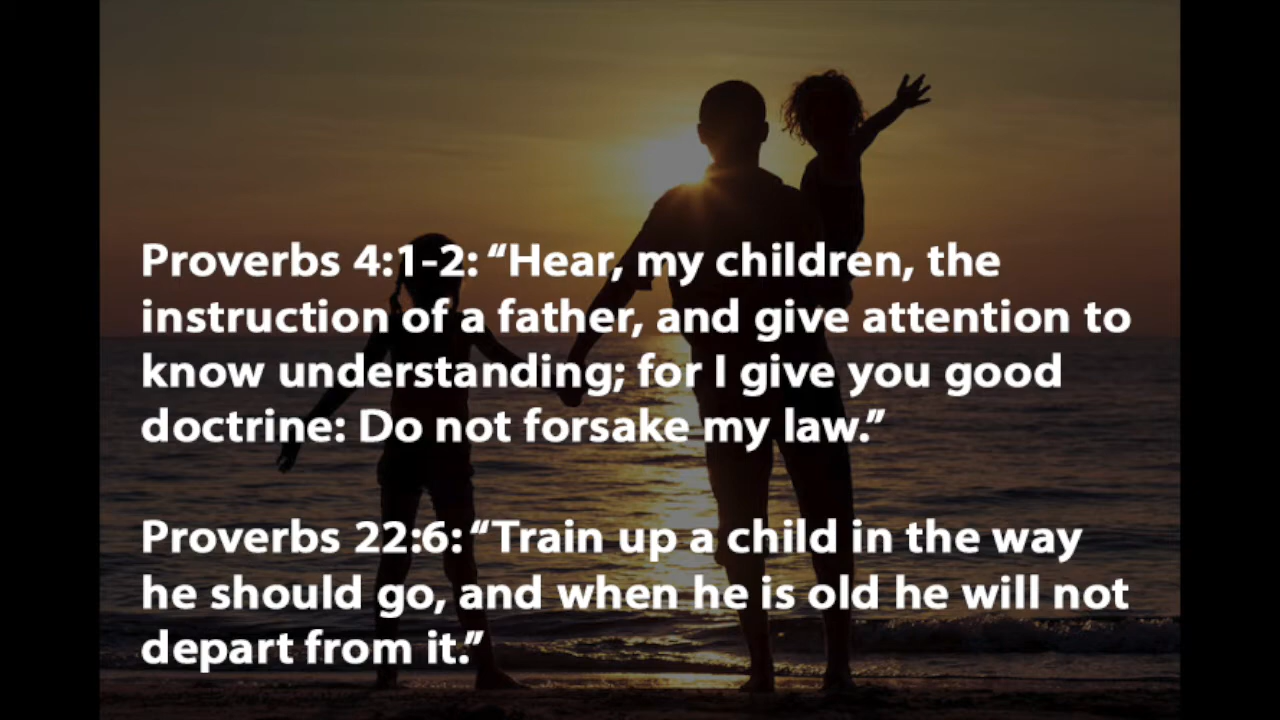 Proverbs 4:1-2: “Hear, my children, the
instruction of a father, and give attention to
know understanding; for I give you good
doctrine: Do not forsake my law.”
Proverbs 22:6: “Train up a child in the way
he should go, and when he is old he will not
depart from it.”